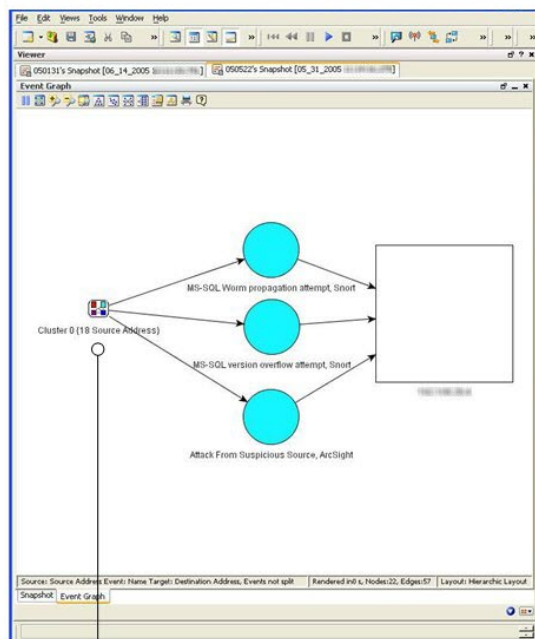 File Edit Views Tools Window Help
Viewer
050131's Snapshot [06_14_2005
050522's Snapshot [05_31_2005
Event Graph
MS-SQL Worm propagation attempt, Snort
Cluster 0 (18 Source Address)
MS-SQL version overflow attempt, Snort
Attack From Suspicious Source, ArcSight
Source: Source Address Event: Name Target: Destination Address, Events not split
Rendered in0 s, Nodes:22, Edges:57
Layout: Hierarchic Layout
Snapshot Event Graph